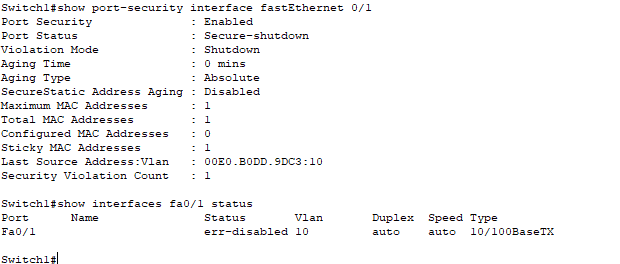 Switch1#show port-security interface fastEthernet 0/1
Port Security : Enabled
Port Status : Secure-shutdown
Violation Mode : Shutdown
Aging Time : 0 mins
Aging Type : Absolute
SecureStatic Address Aging : Disabled
Maximum MAC Addresses : 1
Total MAC Addresses : 1
Configured MAC Addresses : 0
Sticky MAC Addresses : 1
Last Source Address:Vlan : 00E0.B0DD.9DC3:10
Security Violation Count : 1
Switch1#show interfaces fa0/1 status
Port Name Status Vlan Duplex Speed Type
Fa0/1 err-disabled 10 auto auto 10/100BaseTX
Switch1#